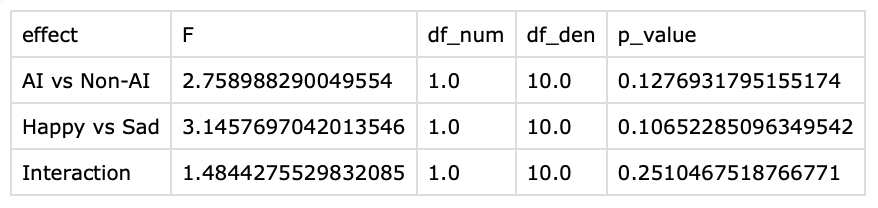 effect F df_num df_den p_value
AI vs Non-AI 2.758988290049554 1.0 10.0 0.1276931795155174
Happy vs Sad 3.1457697042013546 1.0 10.0 0.10652285096349542
Interaction 1.4844275529832085 1.0 10.0 0.2510467518766771